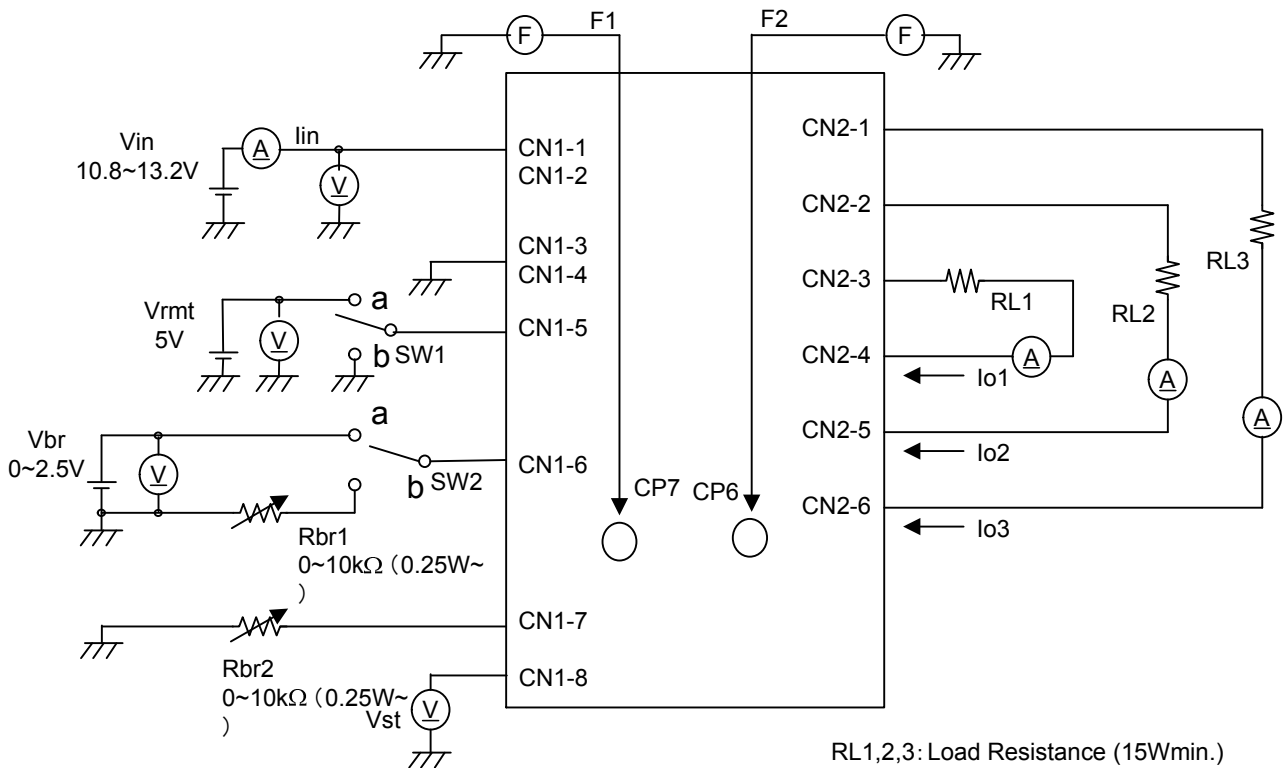 F
F1
F2
F
Vin
10.8~13.2V
A
Iin
V
CN1-1
CN1-2
CN1-3
CN1-4
Vrmt
5V
V
a
b SW1
CN1-5
Vbr
0~2.5V
V
a
b SW2
CN1-6
Rbr1
0~10kΩ（0.25W~
）
CN1-7
Rbr2
0~10kΩ（0.25W~
）
Vst
V
CN1-8
CP7
CP6
CN2-1
CN2-2
CN2-3
CN2-4
CN2-5
CN2-6
RL1
RL2
RL3
A
A
A
Io1
Io2
Io3
RL1,2,3: Load Resistance (15Wmin.)